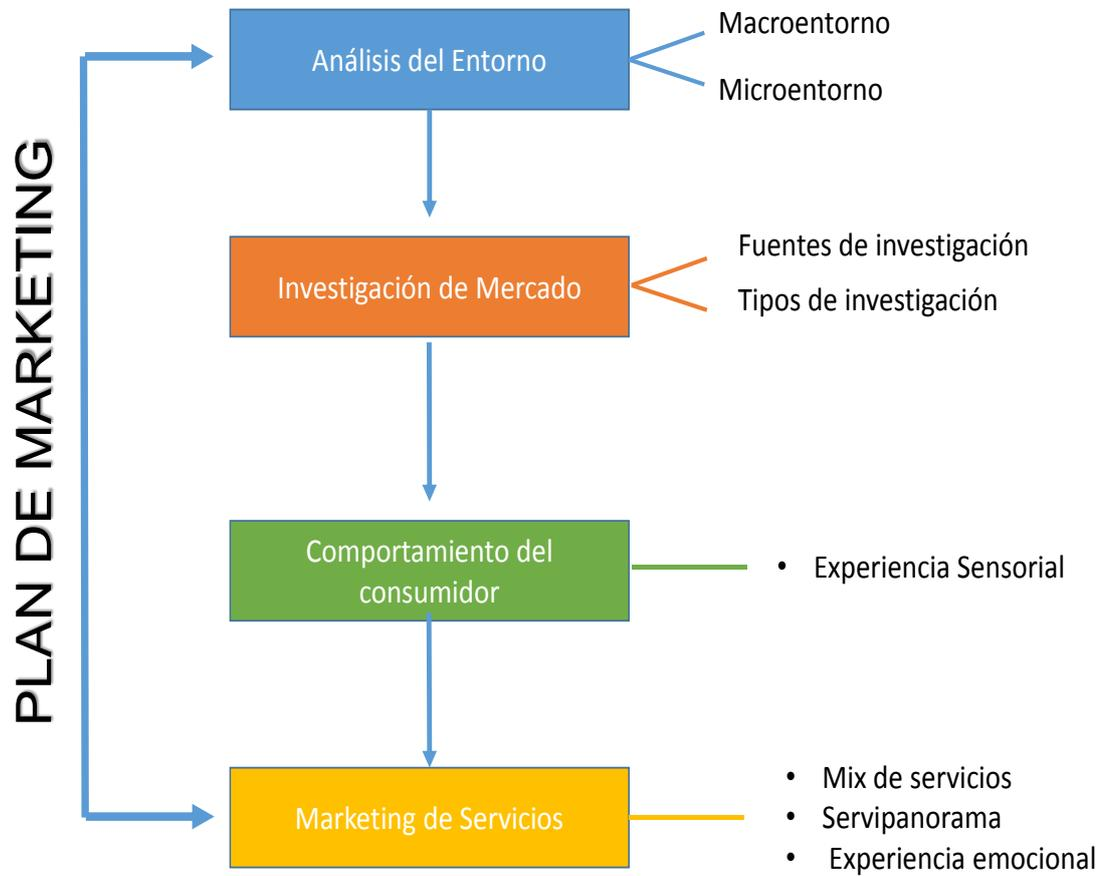 PLAN DE MARKETING
Análisis del Entorno
Macroentorno
Microentorno
Investigación de Mercado
Fuentes de investigación
Tipos de investigación
Comportamiento del
consumidor
• Experiencia Sensorial
Marketing de Servicios
• Mix de servicios
• Servipanorama
• Experiencia emocional